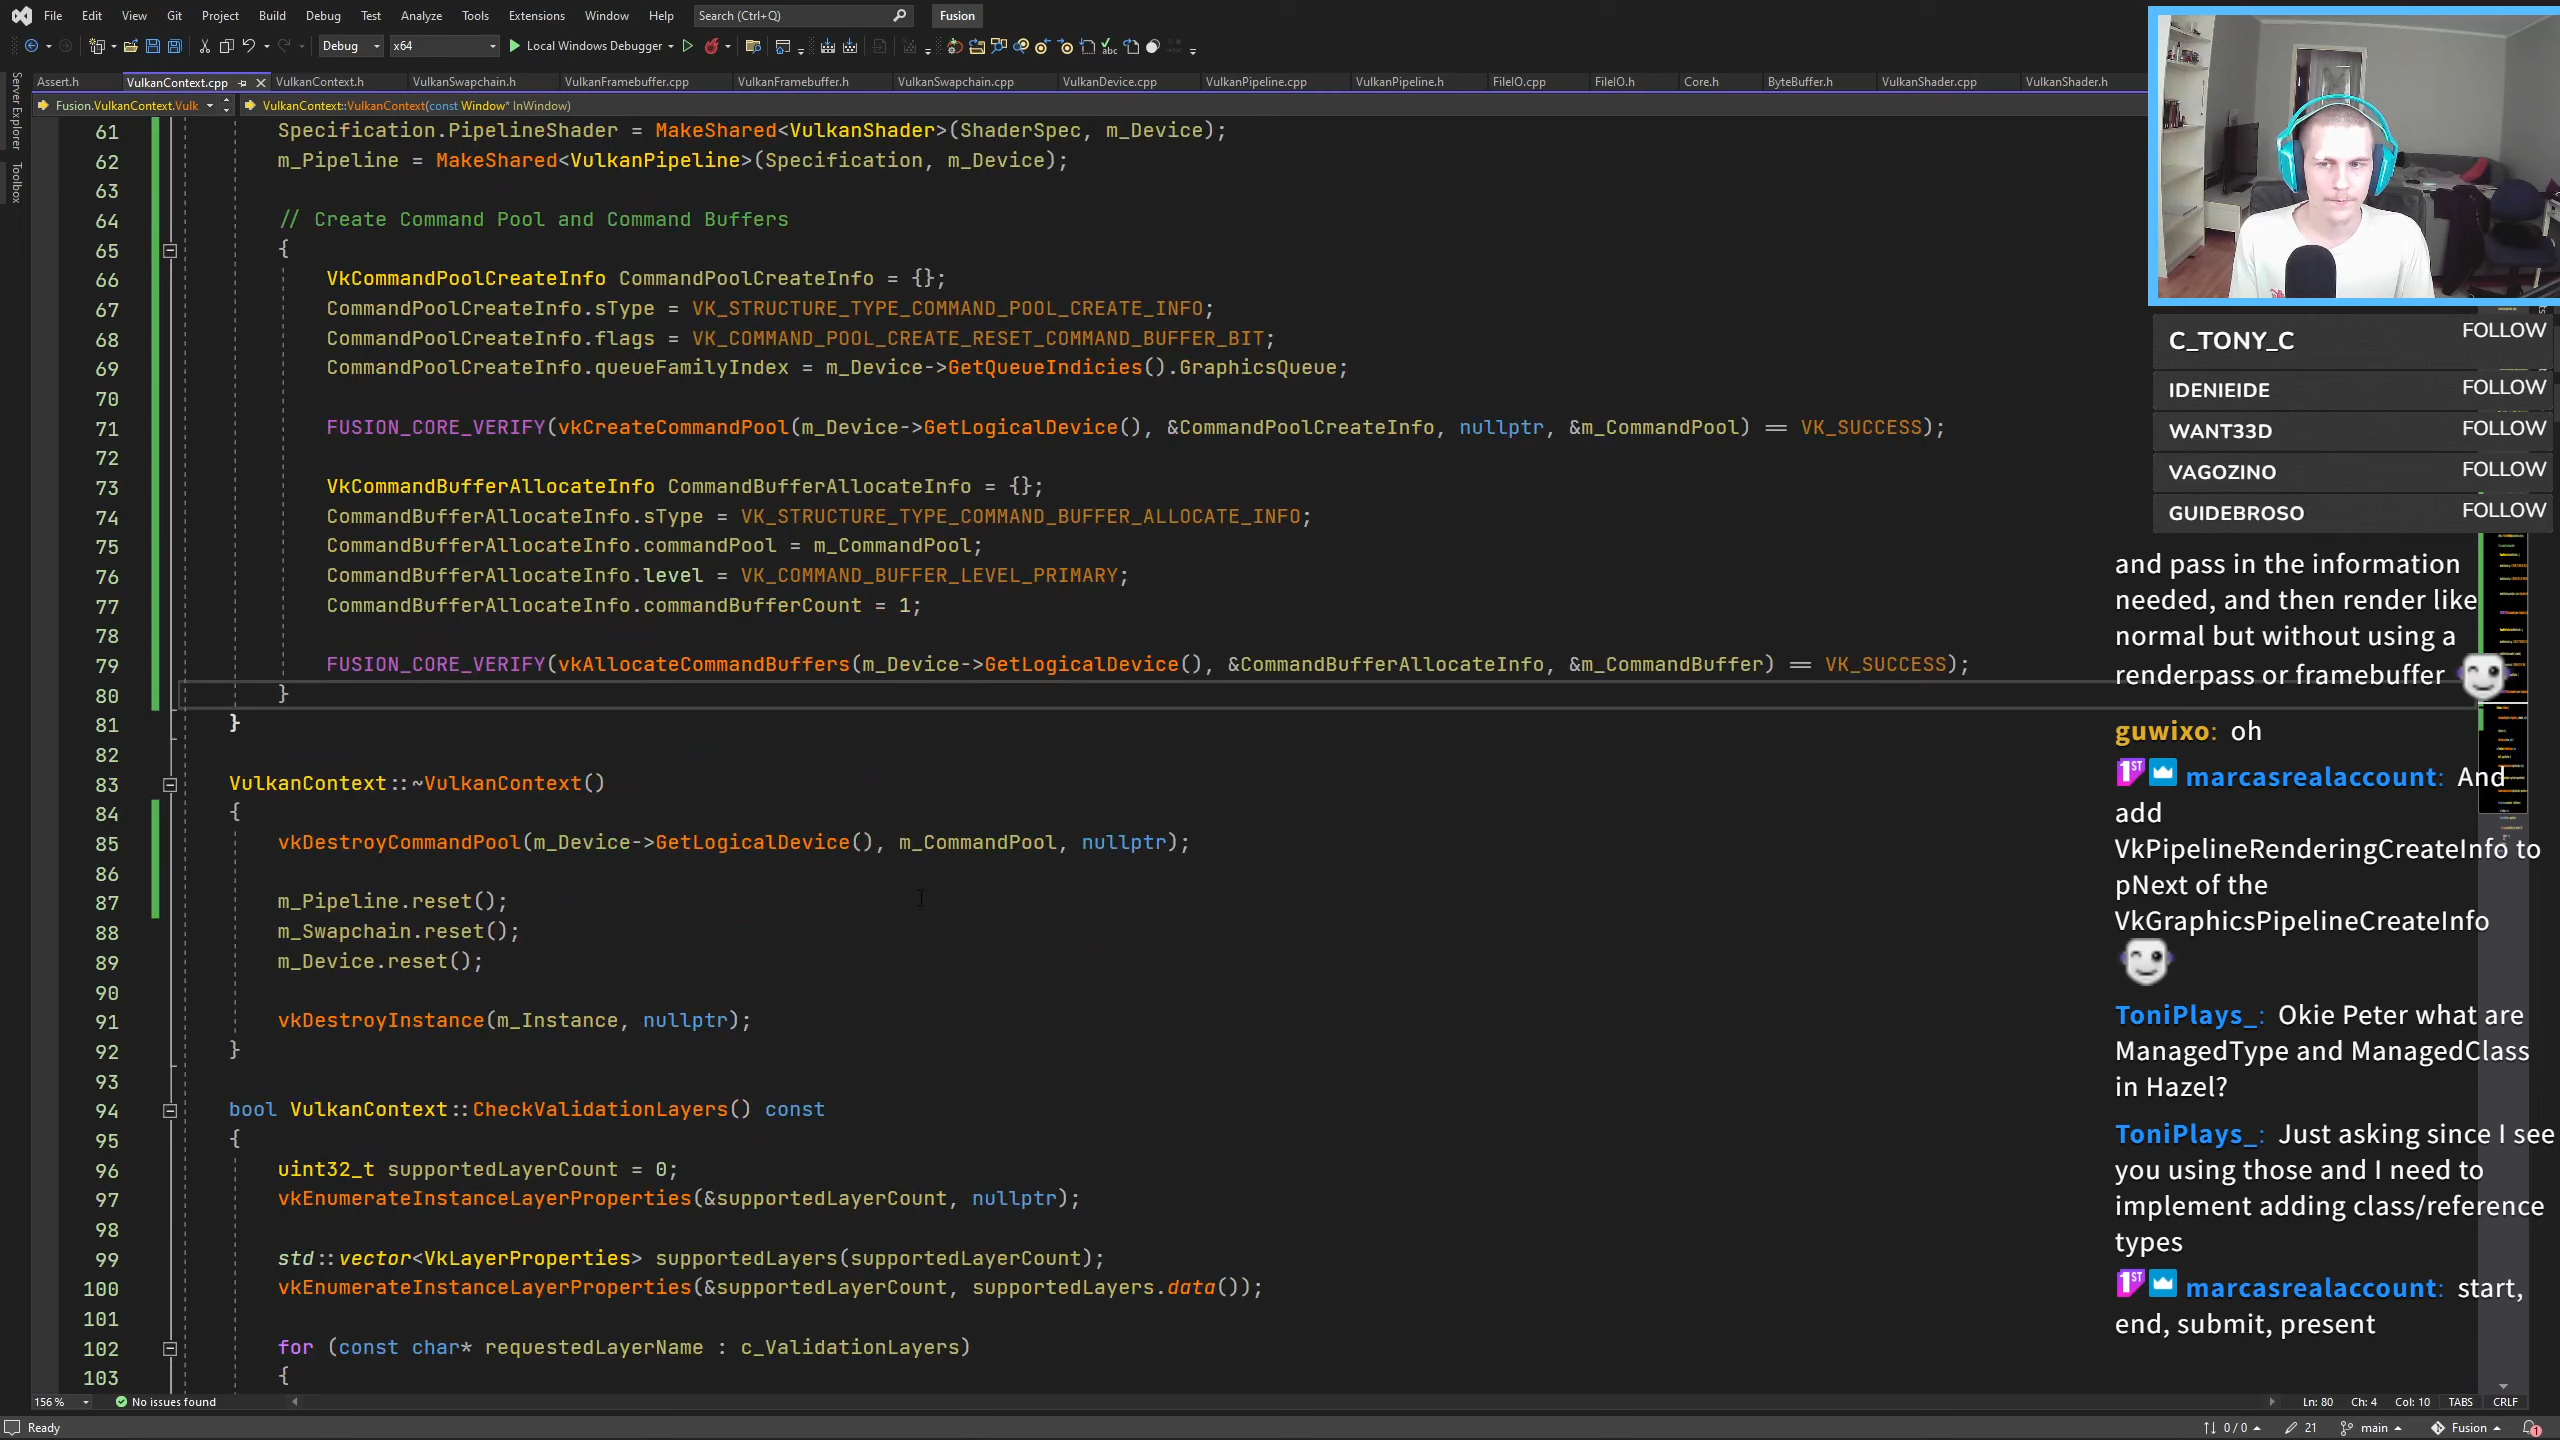 File Edit View Git Project Build Debug Test Analyze Tools Extensions Window Help Search (Ctrl+Q) Fusion
Debug x64 Local Windows Debugger
Assert.h VulkanContext.cpp VulkanContext.h VulkanSwapchain.h VulkanFramebuffer.cpp VulkanFramebuffer.h VulkanSwapchain.cpp VulkanDevice.cpp VulkanPipeline.cpp VulkanPipeline.h FileIO.cpp FileIO.h Core.h ByteBuffer.h VulkanShader.cpp VulkanShader.h
Server Explorer
Toolbox
Fusion.VulkanContext.Vulk VulkanContext::VulkanContext(const Window* InWindow)
61 Specification.PipelineShader = MakeShared<VulkanShader>(ShaderSpec, m_Device);
62 m_Pipeline = MakeShared<VulkanPipeline>(Specification, m_Device);
63
64 // Create Command Pool and Command Buffers
65 {
66 VkCommandPoolCreateInfo CommandPoolCreateInfo = {};
67 CommandPoolCreateInfo.sType = VK_STRUCTURE_TYPE_COMMAND_POOL_CREATE_INFO;
68 CommandPoolCreateInfo.flags = VK_COMMAND_POOL_CREATE_RESET_COMMAND_BUFFER_BIT;
69 CommandPoolCreateInfo.queueFamilyIndex = m_Device->GetQueueIndicies().GraphicsQueue;
70
71 FUSION_CORE_VERIFY(vkCreateCommandPool(m_Device->GetLogicalDevice(), &CommandPoolCreateInfo, nullptr, &m_CommandPool) == VK_SUCCESS);
72
73 VkCommandBufferAllocateInfo CommandBufferAllocateInfo = {};
74 CommandBufferAllocateInfo.sType = VK_STRUCTURE_TYPE_COMMAND_BUFFER_ALLOCATE_INFO;
75 CommandBufferAllocateInfo.commandPool = m_CommandPool;
76 CommandBufferAllocateInfo.level = VK_COMMAND_BUFFER_LEVEL_PRIMARY;
77 CommandBufferAllocateInfo.commandBufferCount = 1;
78
79 FUSION_CORE_VERIFY(vkAllocateCommandBuffers(m_Device->GetLogicalDevice(), &CommandBufferAllocateInfo, &m_CommandBuffer) == VK_SUCCESS);
80 }
81 }
82
83 VulkanContext::~VulkanContext()
84 {
85 vkDestroyCommandPool(m_Device->GetLogicalDevice(), m_CommandPool, nullptr);
86
87 m_Pipeline.reset();
88 m_Swapchain.reset();
89 m_Device.reset();
90
91 vkDestroyInstance(m_Instance, nullptr);
92 }
93
94 bool VulkanContext::CheckValidationLayers() const
95 {
96 uint32_t supportedLayerCount = 0;
97 vkEnumerateInstanceLayerProperties(&supportedLayerCount, nullptr);
98
99 std::vector<VkLayerProperties> supportedLayers(supportedLayerCount);
100 vkEnumerateInstanceLayerProperties(&supportedLayerCount, supportedLayers.data());
101
102 for (const char* requestedLayerName : c_ValidationLayers)
103 {
C_TONY_C FOLLOW
IDENIEIDE FOLLOW
WANT33D FOLLOW
VAGOZINO FOLLOW
GUIDEBROSO FOLLOW
and pass in the information
needed, and then render like
normal but without using a
renderpass or framebuffer
guwixo: oh
1ST marcasrealaccount: And
add
VkPipelineRenderingCreateInfo to
pNext of the
VkGraphicsPipelineCreateInfo
ToniPlays_: Okie Peter what are
ManagedType and ManagedClass
in Hazel?
ToniPlays_: Just asking since I see
you using those and I need to
implement adding class/reference
types
1ST marcasrealaccount: start,
end, submit, present
156 % No issues found Ln: 80 Ch: 4 Col: 10 TABS CRLF
Ready 0 / 0 21 main Fusion 1